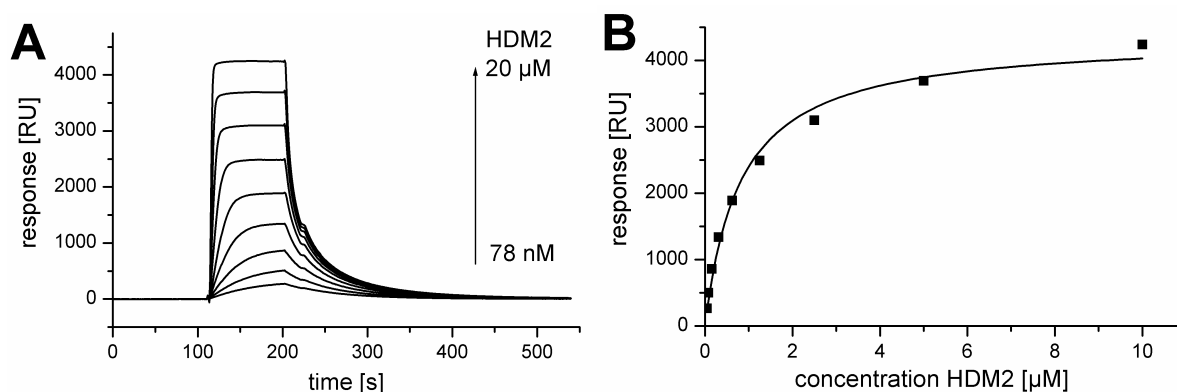 A
response [RU]
4000
3000
2000
1000
0
0 100 200 300 400 500
time [s]
HDM2
20 µM
78 nM
B
response [RU]
4000
3000
2000
1000
0
0 2 4 6 8 10
concentration HDM2 [µM]